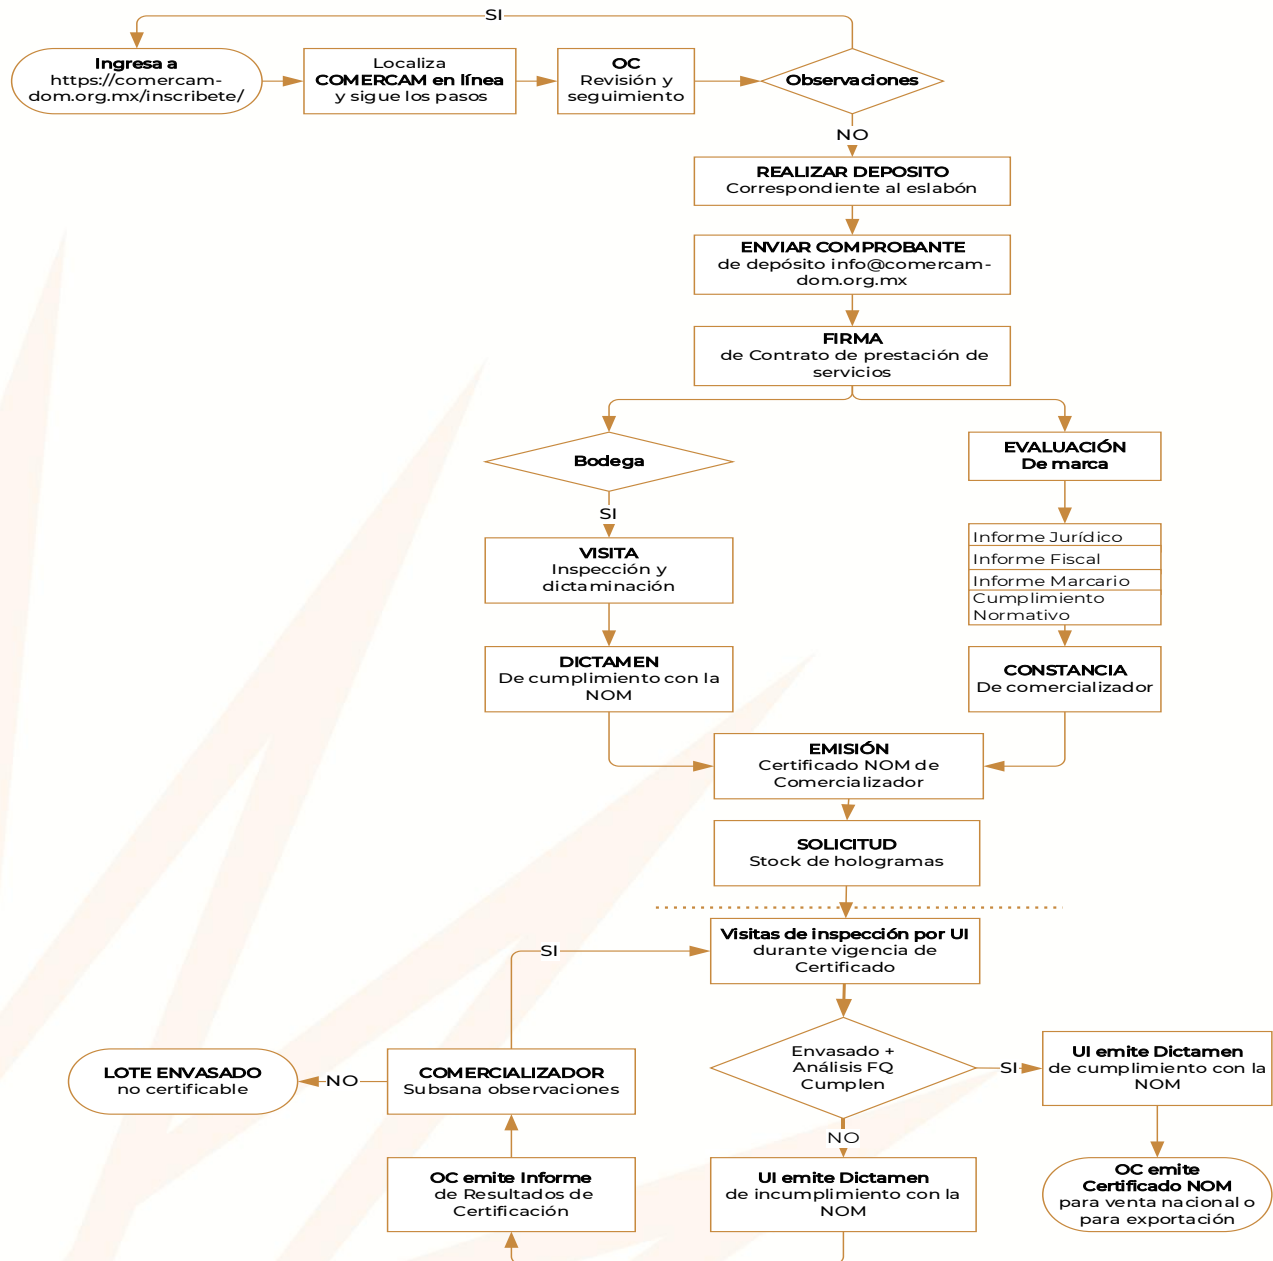 SI
Ingresa a
https://comercam-
dom.org.mx/inscribete/
Localiza
COMERCAM en línea
y sigue los pasos
OC
Revisión y
seguimiento
Observaciones
NO
REALIZAR DEPOSITO
Correspondiente al eslabón
ENVIAR COMPROBANTE
de depósito info@comercam-
dom.org.mx
FIRMA
de Contrato de prestación de
servicios
Bodega
SI
VISITA
Inspección y
dictaminación
DICTAMEN
De cumplimiento con la
NOM
EVALUACIÓN
De marca
Informe Jurídico
Informe Fiscal
Informe Marcario
Cumplimiento
Normativo
CONSTANCIA
De comercializador
EMISIÓN
Certificado NOM de
Comercializador
SOLICITUD
Stock de hologramas
Visitas de inspección por UI
durante vigencia de
Certificado
SI
Envasado +
Análisis FQ
Cumplen
SI
UI emite Dictamen
de cumplimiento con la
NOM
OC emite
Certificado NOM
para venta nacional o
para exportación
NO
UI emite Dictamen
de incumplimiento con la
NOM
OC emite Informe
de Resultados de
Certificación
COMERCIALIZADOR
Subsana observaciones
NO
LOTE ENVASADO
no certificable